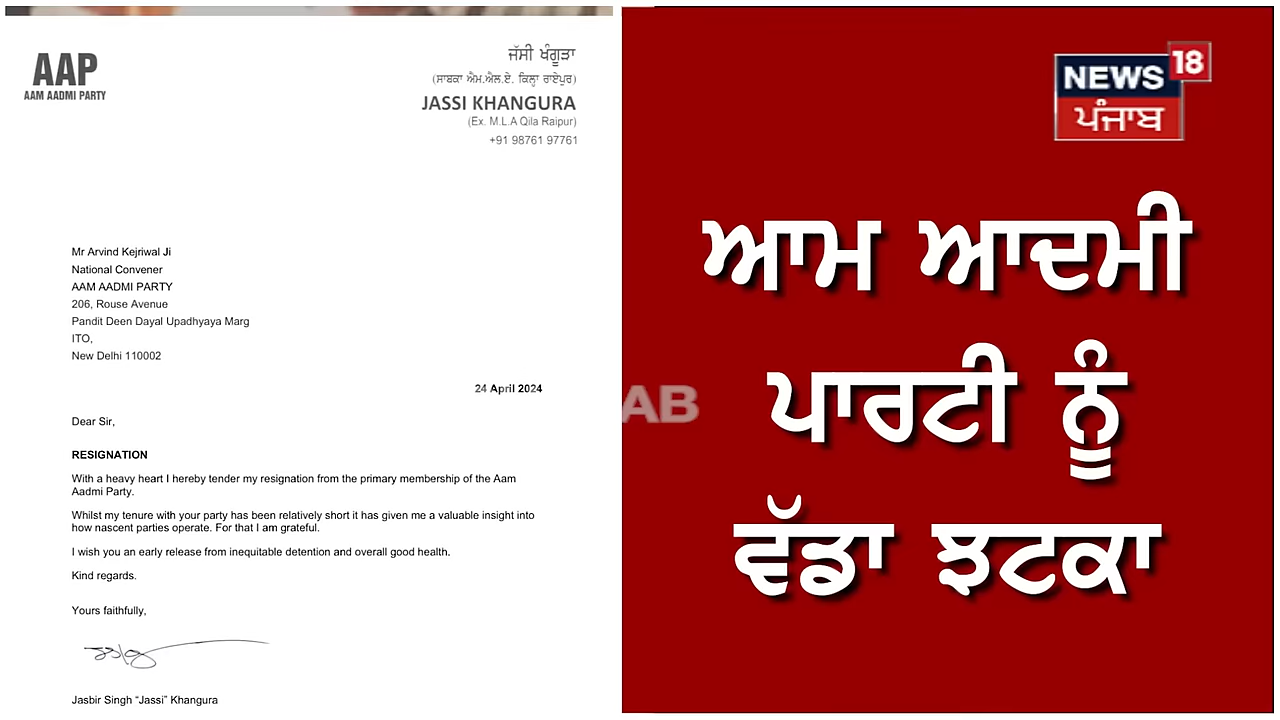 AAP
AAM AADMI PARTY
ਜੱਸੀ ਖੰਗੂੜਾ
(ਸਾਬਕਾ ਐਮ.ਐਲ.ਏ. ਕਿਲ੍ਹਾ ਰਾਏਪੁਰ)
JASSI KHANGURA
(Ex. M.L.A Qila Raipur)
+91 98761 97761
Mr Arvind Kejriwal Ji
National Convener
AAM AADMI PARTY
206, Rouse Avenue
Pandit Deen Dayal Upadhyaya Marg
ITO,
New Delhi 110002
24 April 2024
Dear Sir,
RESIGNATION
With a heavy heart I hereby tender my resignation from the primary membership of the Aam
Aadmi Party.
Whilst my tenure with your party has been relatively short it has given me a valuable insight into
how nascent parties operate. For that I am grateful.
I wish you an early release from inequitable detention and overall good health.
Kind regards.
Yours faithfully,
Jasbir Singh “Jassi” Khangura
NEWS 18
ਪੰਜਾਬ
ਆਮ ਆਦਮੀ
ਪਾਰਟੀ ਨੂੰ
ਵੱਡਾ ਝਟਕਾ
AB